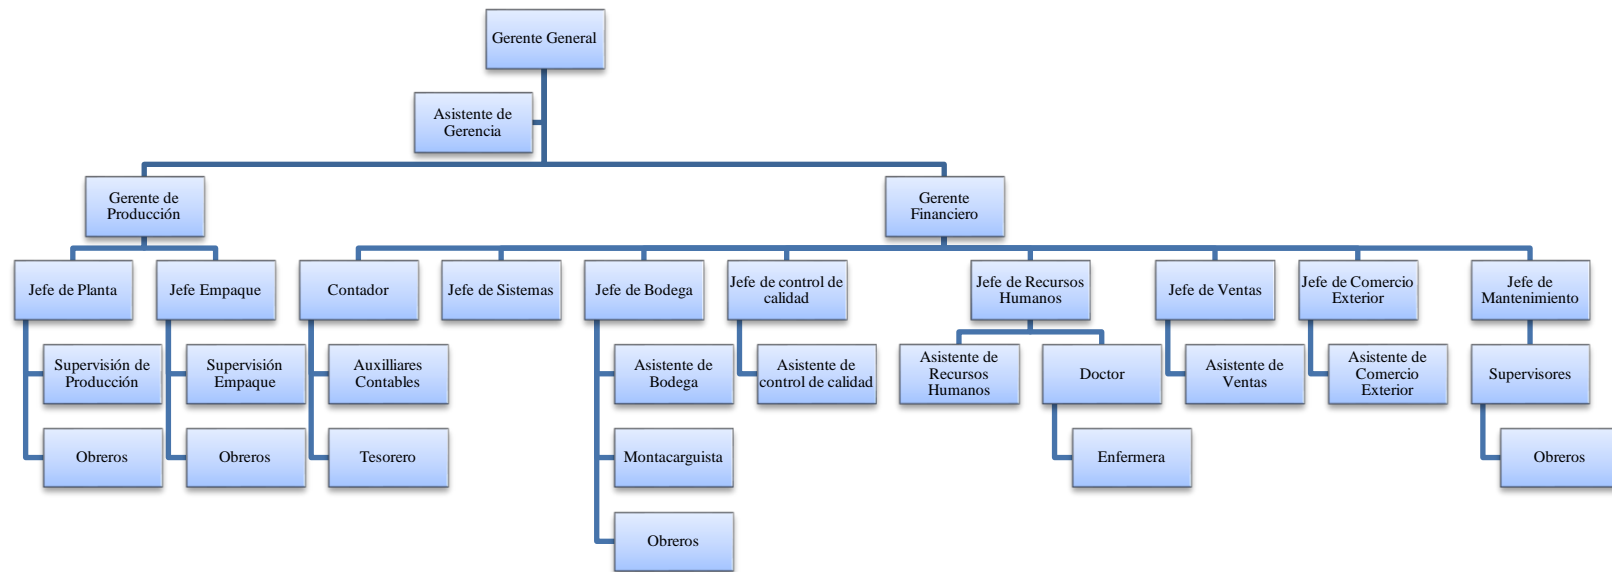 Gerente General
Asistente de
Gerencia
Gerente de
Producción
Gerente
Financiero
Jefe de Planta
Jefe Empaque
Contador
Jefe de Sistemas
Jefe de Bodega
Jefe de control de
calidad
Jefe de Recursos
Humanos
Jefe de Ventas
Jefe de Comercio
Exterior
Jefe de
Mantenimiento
Supervisión de
Producción
Supervisión
Empaque
Auxilliares
Contables
Asistente de
Bodega
Asistente de
control de calidad
Asistente de
Recursos
Humanos
Doctor
Asistente de
Ventas
Asistente de
Comercio
Exterior
Supervisores
Obreros
Obreros
Tesorero
Montacarguista
Enfermera
Obreros
Obreros